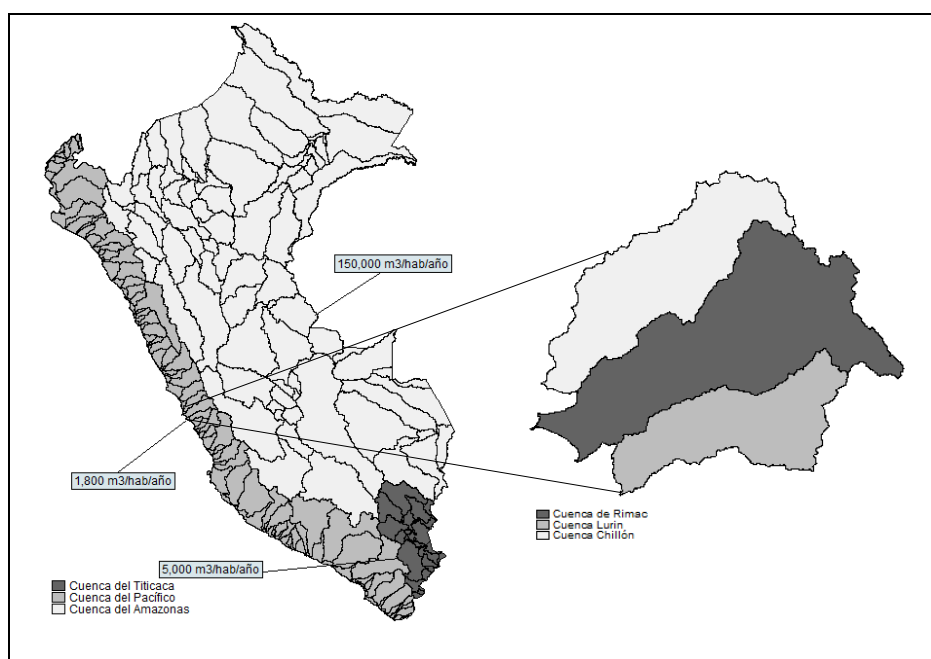 150,000 m3/hab/año
1,800 m3/hab/año
5,000 m3/hab/año
Cuenca del Titicaca
Cuenca del Pacífico
Cuenca del Amazonas
Cuenca de Rimac
Cuenca Lurin
Cuenca Chillón